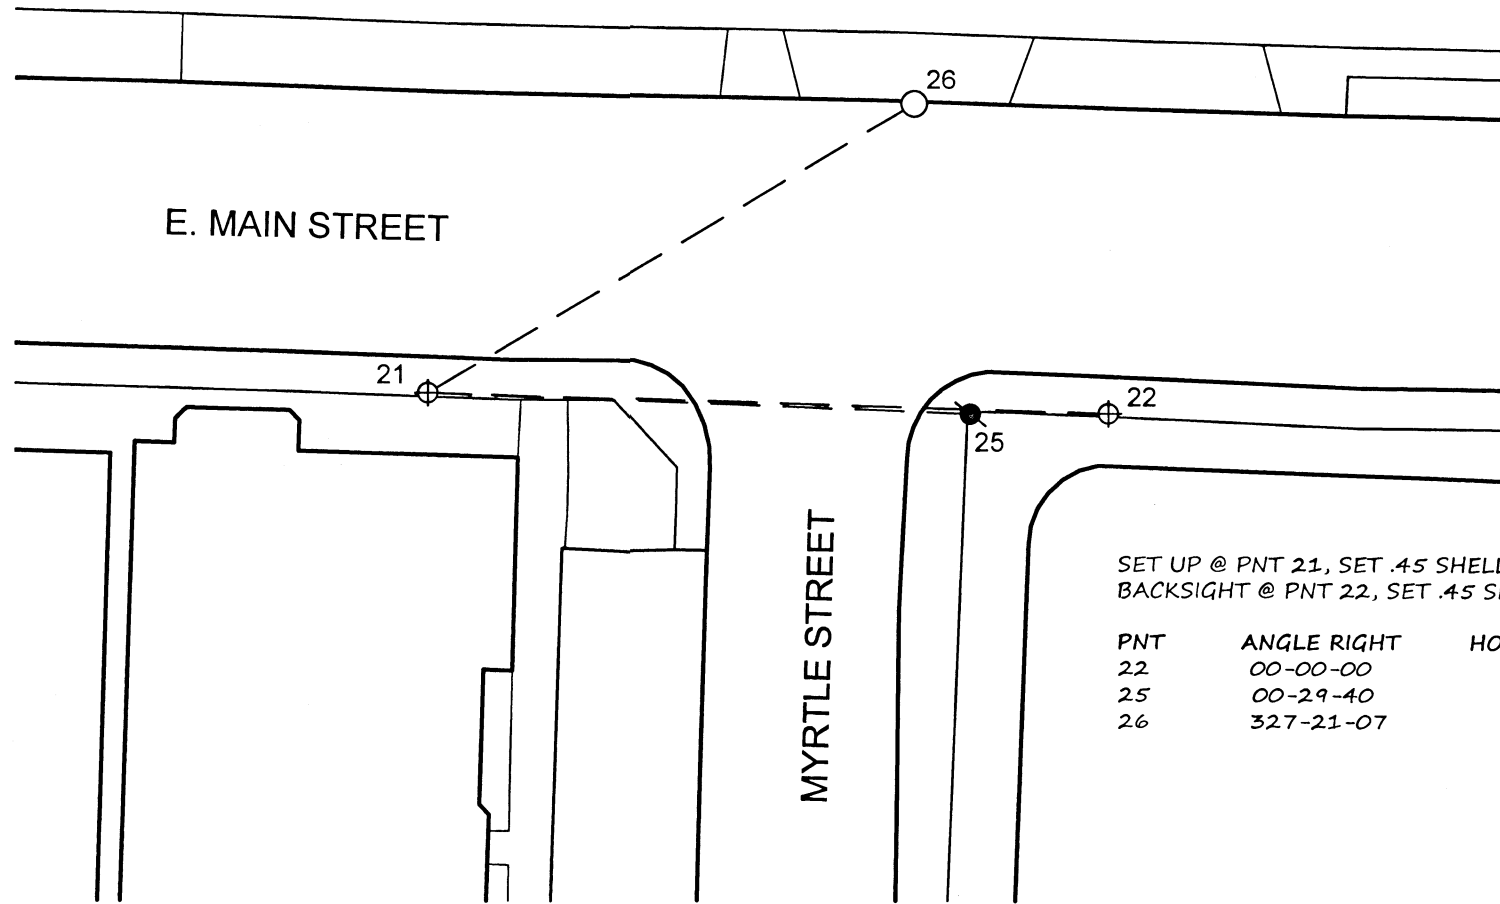 26
E. MAIN STREET
21
22
25
MYRTLE STREET
SET UP @ PNT 21, SET .45
BACKSIGHT @ PNT 22, SET .45
PNT ANGLE RIGHT
22 00-00-00
25 00-29-40
26 327-21-07